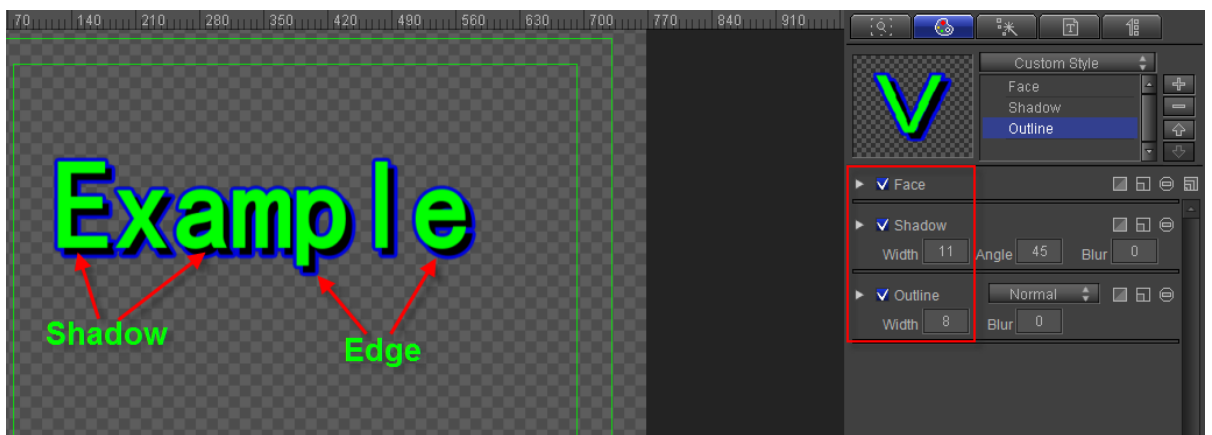 70 140 210 280 350 420 490 560 630 700 770 840 910
T
Custom Style
V
Face
Shadow
Outline
Example
Face
Shadow
Width 11 Angle 45 Blur 0
Outline Normal
Width 8 Blur 0
Shadow
Edge